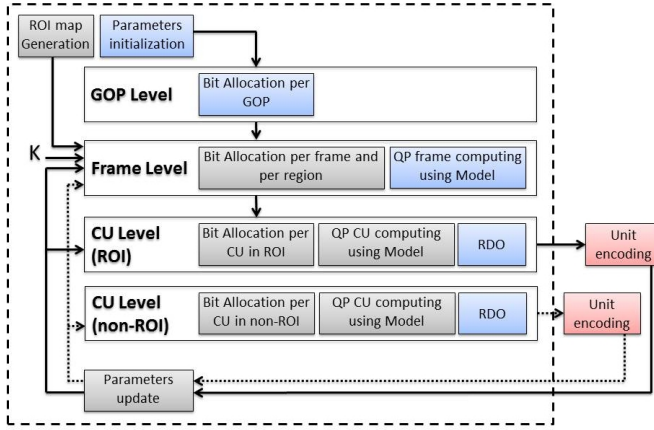 ROI map
Generation
Parameters
initialization
GOP Level
Bit Allocation per
GOP
K
Frame Level
Bit Allocation per frame and
per region
QP frame computing
using Model
CU Level
(ROI)
Bit Allocation per
CU in ROI
QP CU computing
using Model
RDO
Unit
encoding
CU Level
(non-ROI)
Bit Allocation per
CU in non-ROI
QP CU computing
using Model
RDO
Unit
encoding
Parameters
update